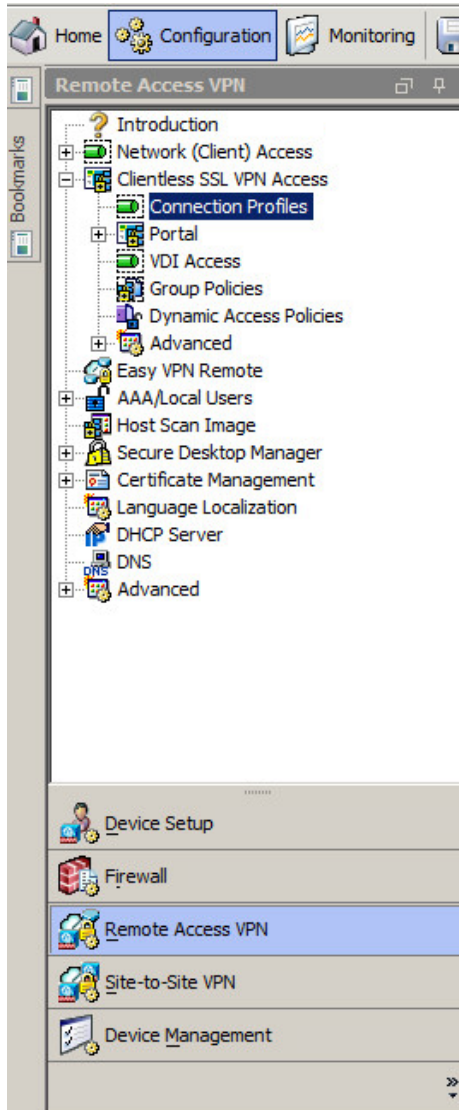 Home Configuration Monitoring
Remote Access VPN
Bookmarks
Introduction
Network (Client) Access
Clientless SSL VPN Access
Connection Profiles
Portal
VDI Access
Group Policies
Dynamic Access Policies
Advanced
Easy VPN Remote
AAA/Local Users
Host Scan Image
Secure Desktop Manager
Certificate Management
Language Localization
DHCP Server
DNS
Advanced
Device Setup
Firewall
Remote Access VPN
Site-to-Site VPN
Device Management